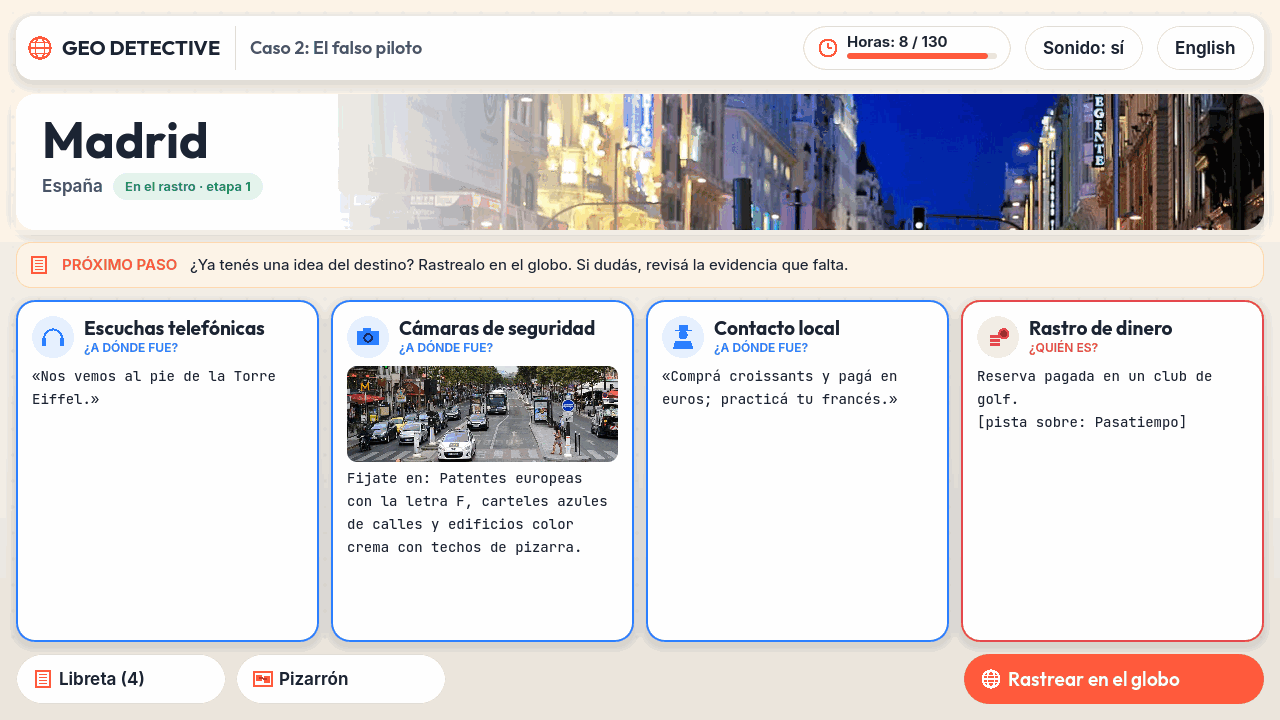 GEO DETECTIVE
Caso 2: El falso piloto
Horas: 8 / 130
Sonido: sí
English
Madrid
España
En el rastro · etapa 1
REGENTE
PRÓXIMO PASO
¿Ya tenés una idea del destino? Rastrealo en el globo. Si dudás, revisá la evidencia que falta.
Escuchas telefónicas
¿A DÓNDE FUE?
«Nos vemos al pie de la Torre
Eiffel.»
Cámaras de seguridad
¿A DÓNDE FUE?
Fijate en: Patentes europeas
con la letra F, carteles azules
de calles y edificios color
crema con techos de pizarra.
Contacto local
¿A DÓNDE FUE?
«Comprá croissants y pagá en
euros; practicá tu francés.»
Rastro de dinero
¿QUIÉN ES?
Reserva pagada en un club de
golf.
[pista sobre: Pasatiempo]
Libreta (4)
Pizarrón
Rastrear en el globo